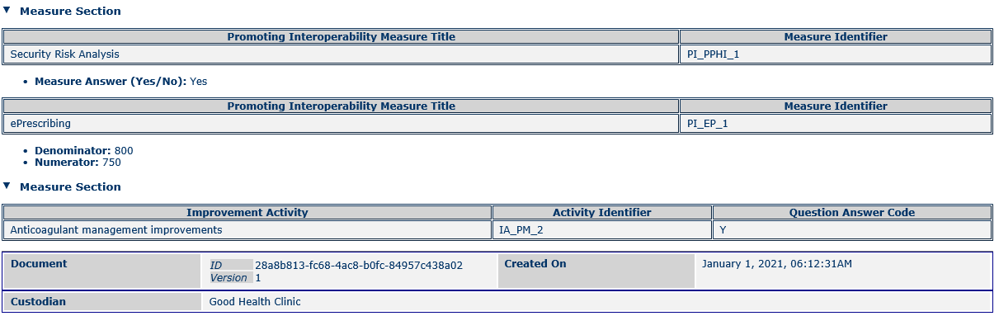 Measure Section
Promoting Interoperability Measure Title Measure Identifier
Security Risk Analysis PI_PPHI_1
• Measure Answer (Yes/No): Yes
Promoting Interoperability Measure Title Measure Identifier
ePrescribing PI_EP_1
• Denominator: 800
• Numerator: 750
Measure Section
Improvement Activity Activity Identifier Question Answer Code
Anticoagulant management improvements IA_PM_2 Y
Document ID 28a8b813-fc68-4ac8-b0fc-84957c438a02 Created On January 1, 2021, 06:12:31AM
Version 1
Custodian Good Health Clinic